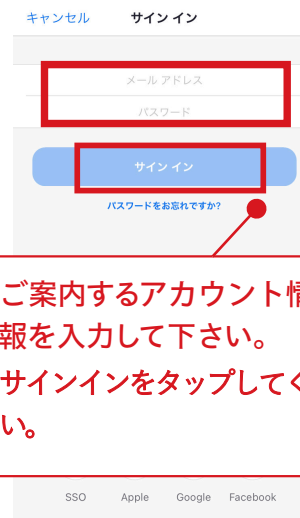 キャンセル サイン イン
メール アドレス
パスワード
サイン イン
パスワードをお忘れですか?
ご案内するアカウント情
報を入力して下さい。
サインインをタップしてく
い。
SSO Apple Google Facebook